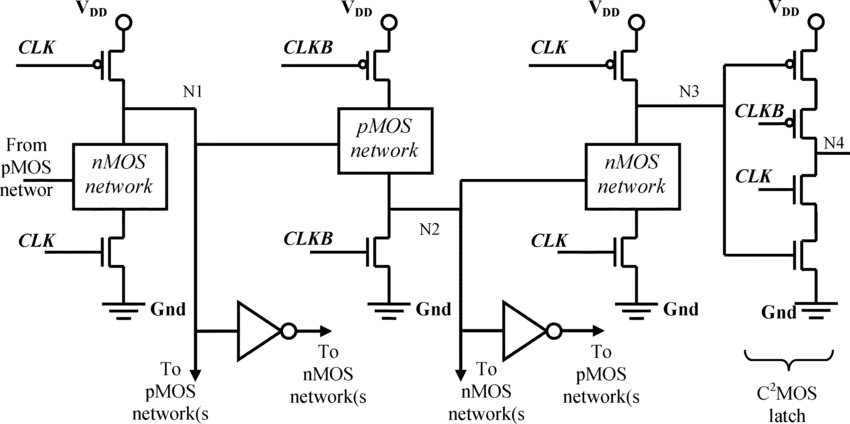 VDD
CLK
N1
From
pMOS
networ
nMOS
network
CLK
Gnd
To
pMOS
network(s
To
nMOS
network(s
VDD
CLKB
pMOS
network
CLKB
N2
Gnd
To
nMOS
network(s
To
pMOS
network(s
VDD
CLK
N3
nMOS
network
CLK
Gnd
VDD
CLKB
N4
CLK
Gnd
C²MOS
latch